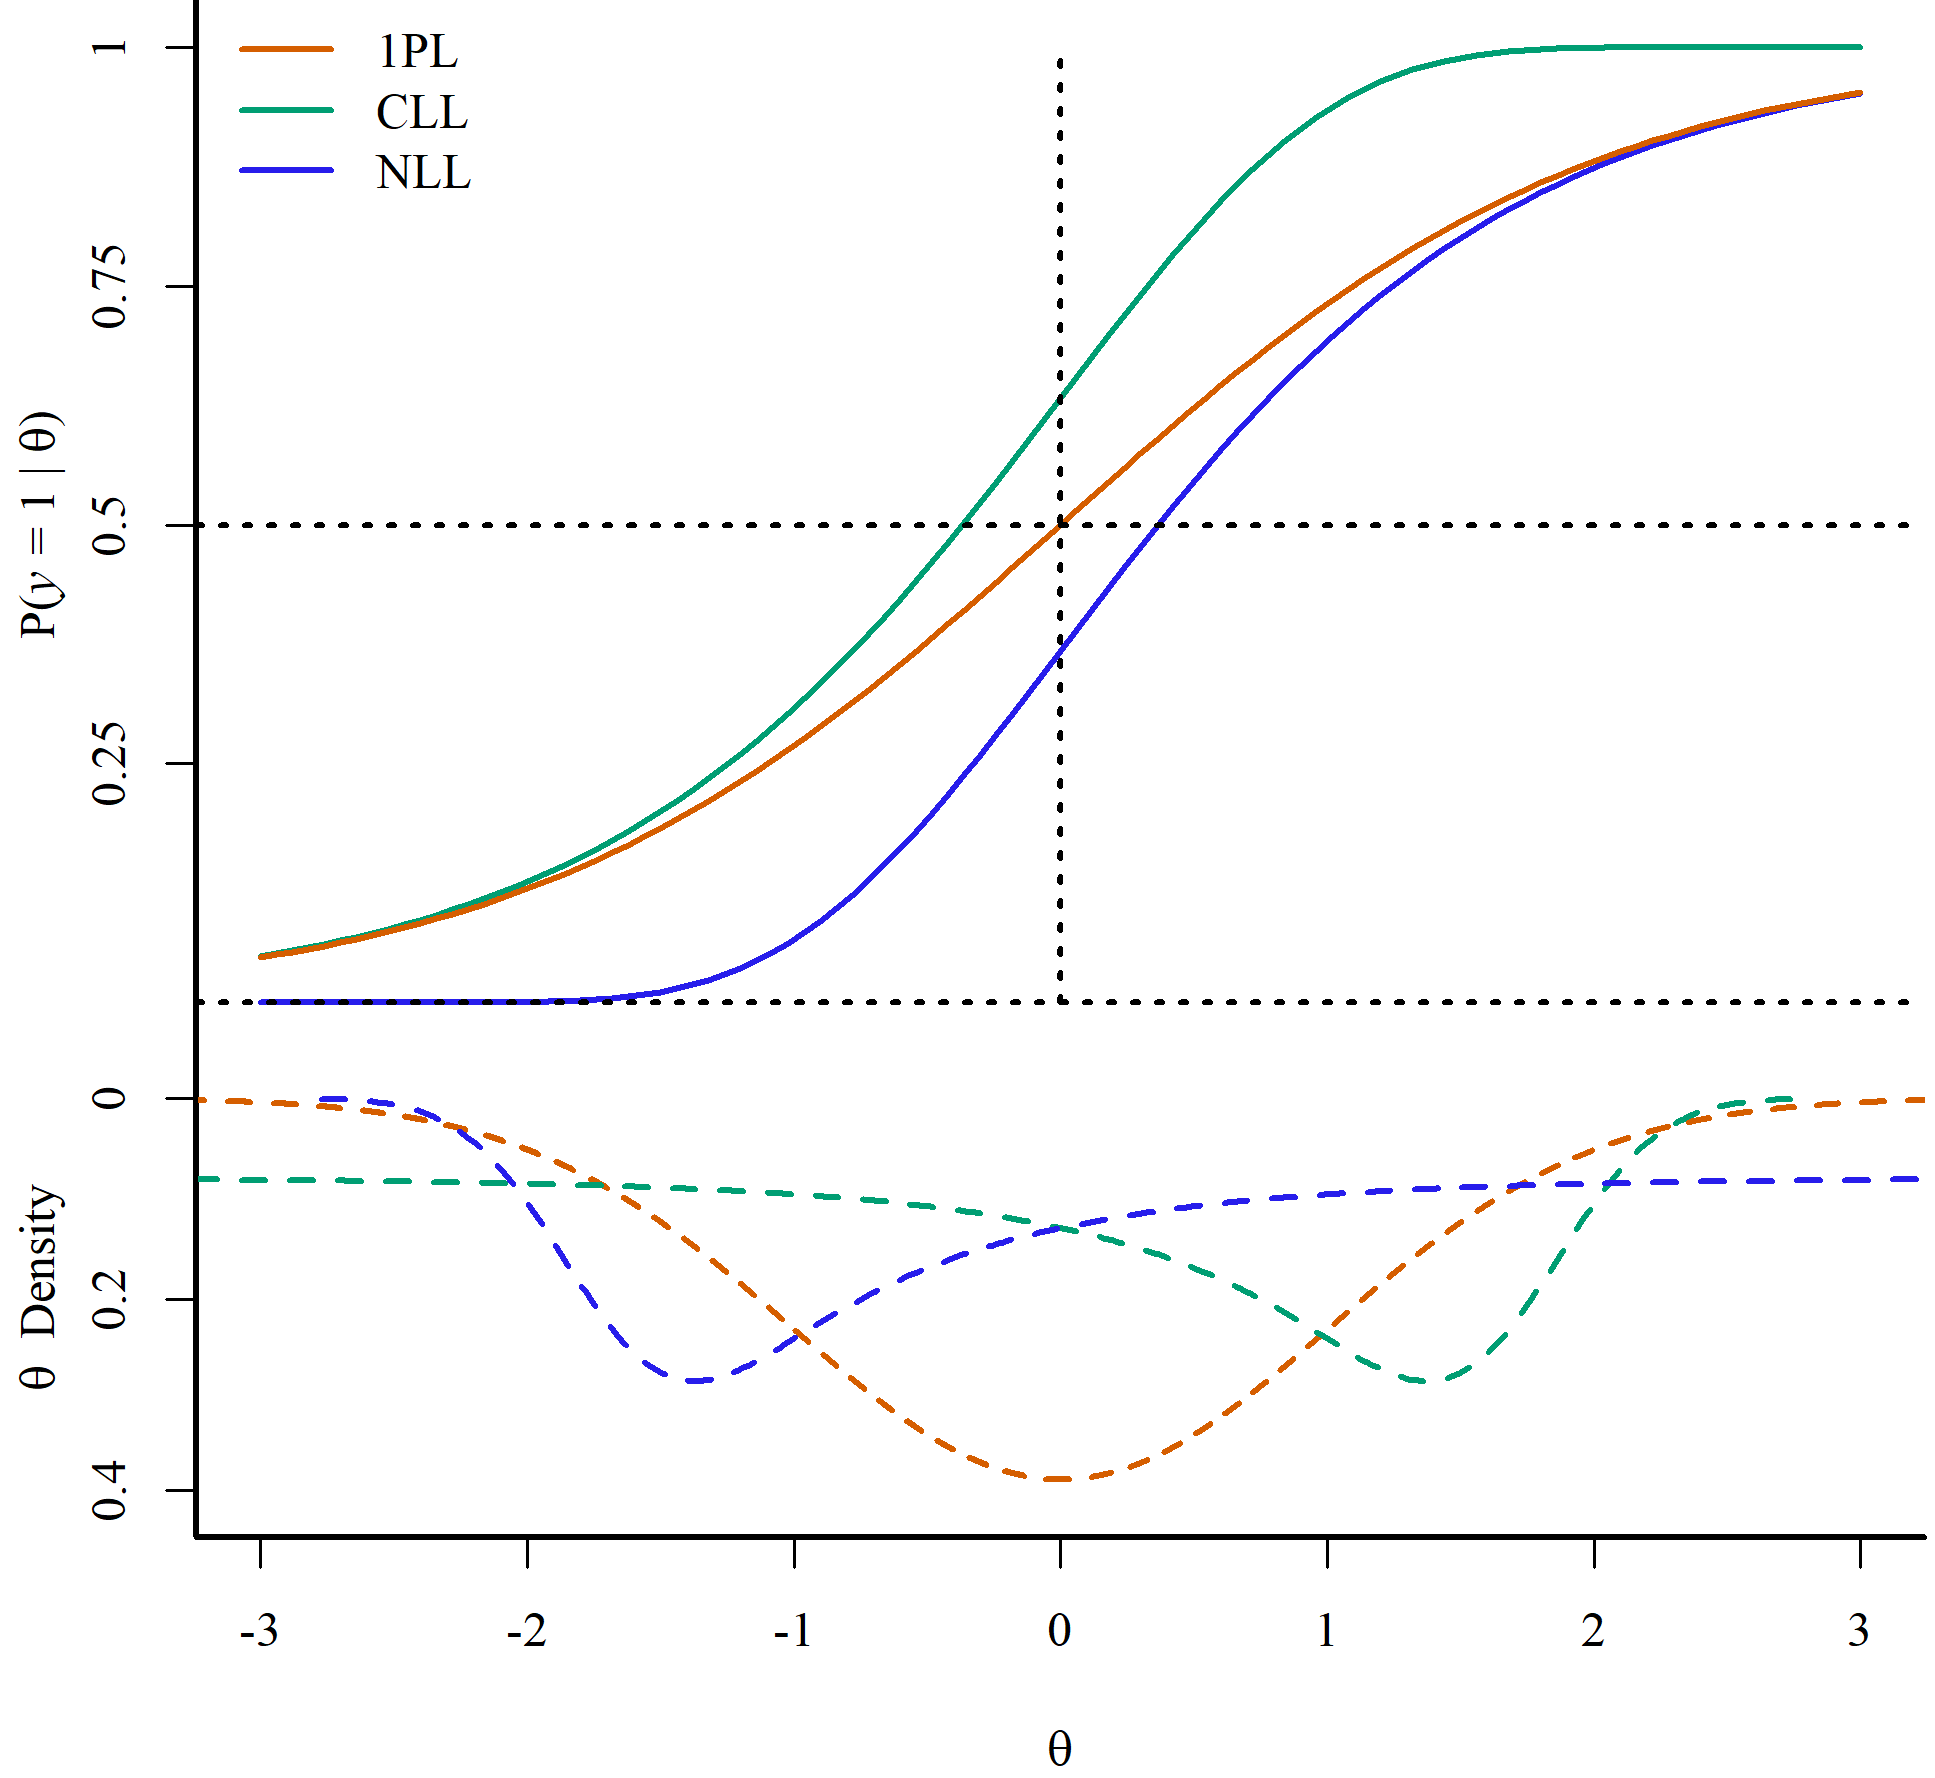 1PL
CLL
NLL
1
0.75
0.5
0.25
P(y = 1 | θ)
0
0.2
0.4
θ Density
-3 -2 -1 0 1 2 3
θ